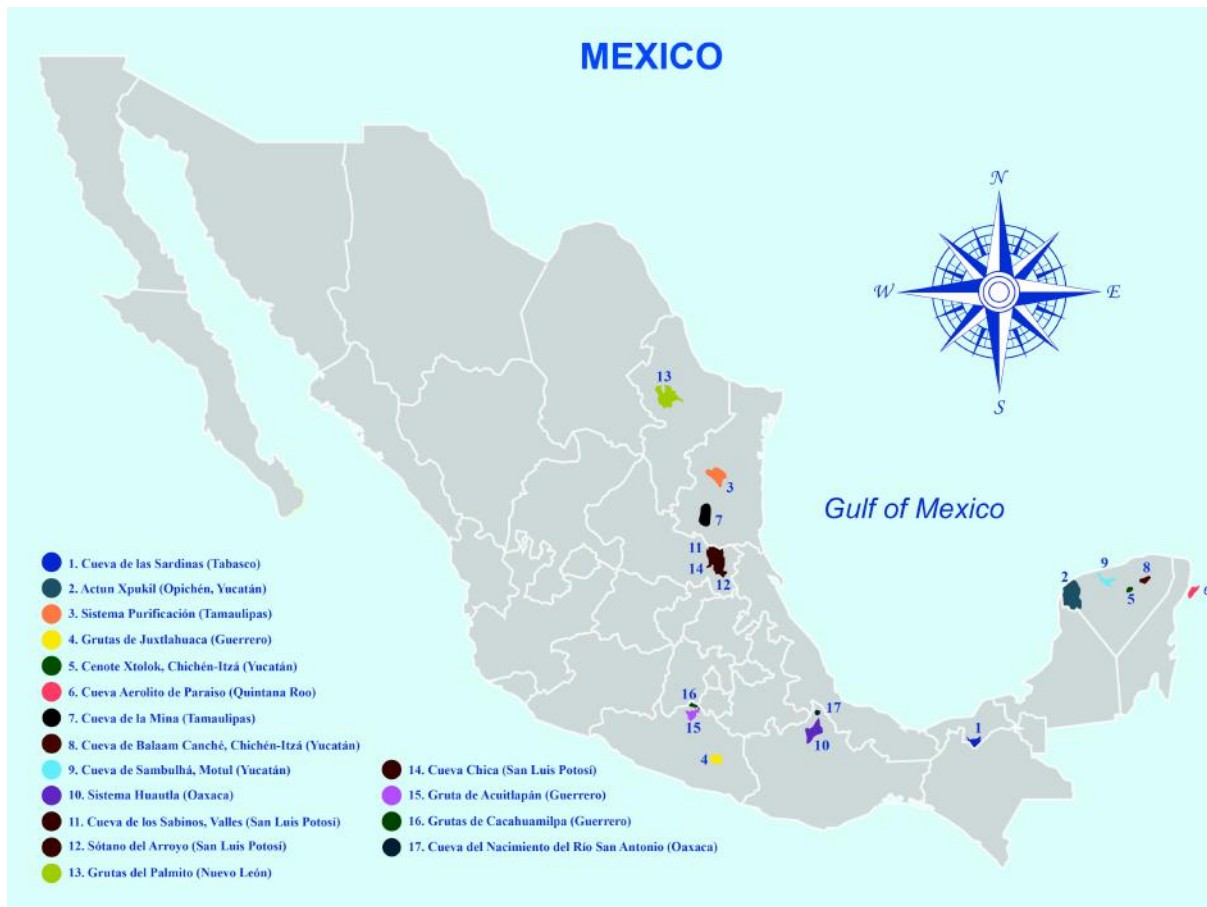 MEXICO
N
W
E
S
13
3
Gulf of Mexico
7
11
14
12
9
8
2
5
6
16
15
17
10
1
4
1. Cueva de las Sardinas (Tabasco)
2. Actun Xpukil (Opichén, Yucatán)
3. Sistema Purificación (Tamaulipas)
4. Grutas de Juxtlahuaca (Guerrero)
5. Cenote Xtolok, Chichén-Itzá (Yucatán)
6. Cueva Aerolito de Paraiso (Quintana Roo)
7. Cueva de la Mina (Tamaulipas)
8. Cueva de Balaam Canché, Chichén-Itzá (Yucatán)
9. Cueva de Sambulhá, Motul (Yucatán)
10. Sistema Huautla (Oaxaca)
11. Cueva de los Sabinos, Valles (San Luis Potosí)
12. Sótano del Arroyo (San Luis Potosí)
13. Grutas del Palmito (Nuevo León)
14. Cueva Chica (San Luis Potosí)
15. Gruta de Acuitlapán (Guerrero)
16. Grutas de Cacahuamilpa (Guerrero)
17. Cueva del Nacimiento del Río San Antonio (Oaxaca)